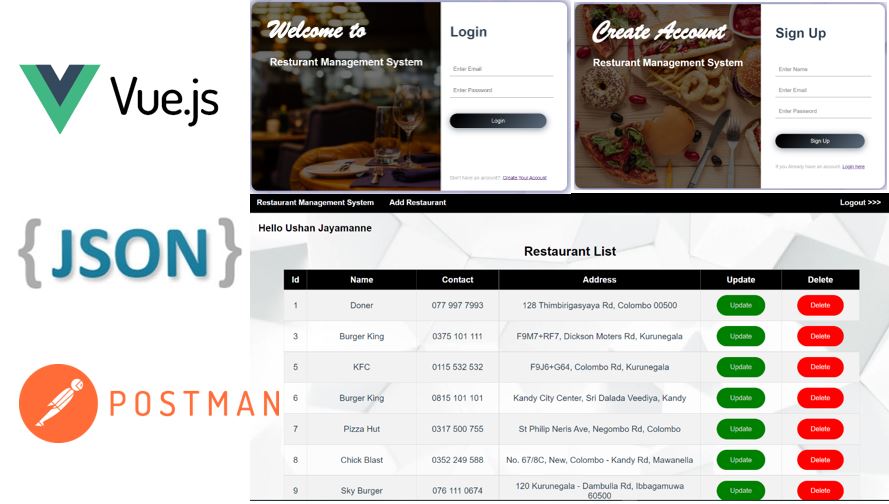 Vue.js
{JSON}
POSTMAN
Welcome to
Resturant Management System
Login
Enter Email
Enter Password
Login
Don't have an account? Create Your Account
Create Account
Resturant Management System
Sign Up
Enter Name
Enter Email
Enter Password
Sign Up
If you Already have an account Login here
Restaurant Management System Add Restaurant Logout >>>
Hello Ushan Jayamanne
Restaurant List
Id Name Contact Address Update Delete
1 Doner 077 997 7993 128 Thimbirigasyaya Rd, Colombo 00500 Update Delete
3 Burger King 0375 101 111 F9M7+RF7, Dickson Moters Rd, Kurunegala Update Delete
5 KFC 0115 532 532 F9J6+G64, Colombo Rd, Kurunegala Update Delete
6 Burger King 0815 101 101 Kandy City Center, Sri Dalada Veediya, Kandy Update Delete
7 Pizza Hut 0317 500 755 St Philip Neris Ave, Negombo Rd, Colombo Update Delete
8 Chick Blast 0352 249 588 No. 67/8C, New, Colombo - Kandy Rd, Mawanella Update Delete
9 Sky Burger 076 111 0674 120 Kurunegala - Dambulla Rd, Ibbagamuwa Update Delete
60500